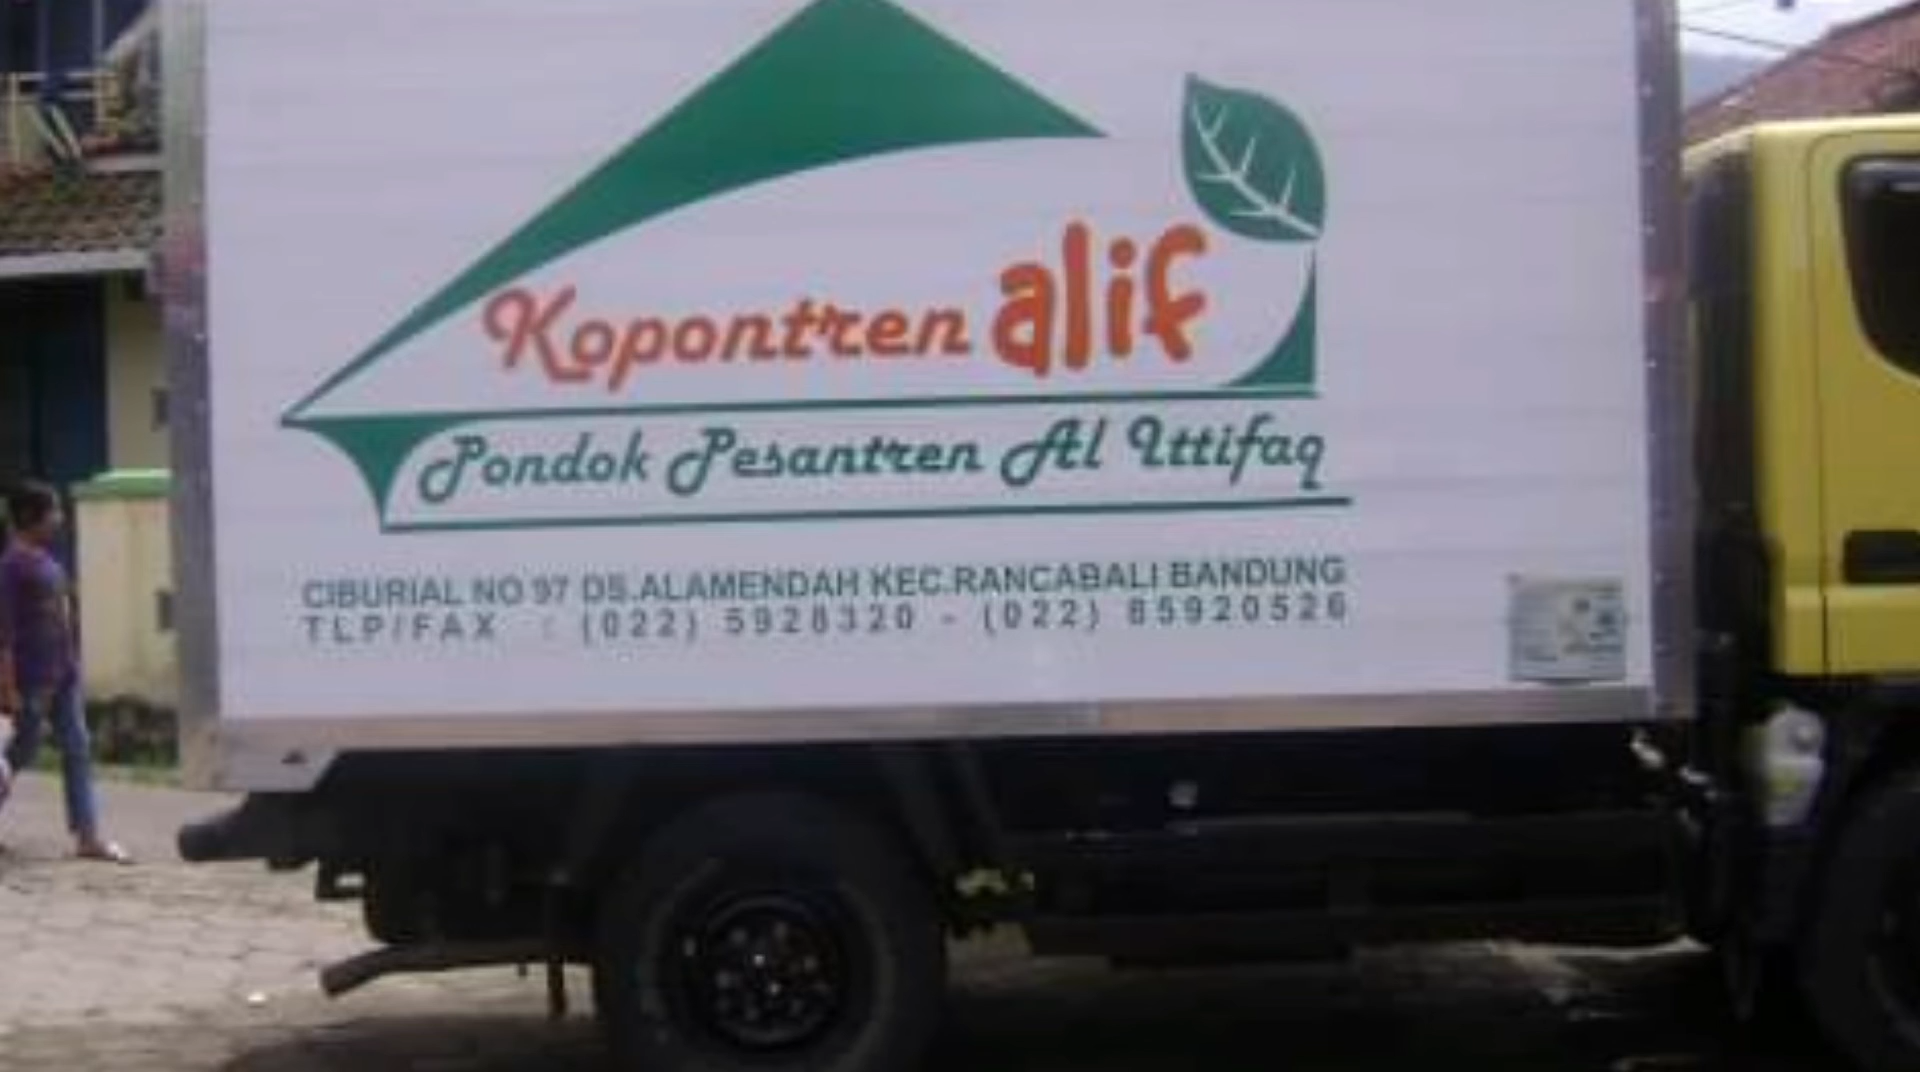 Kopontren alif
Pondok Pesantren Al Ittifaq
CIBURIAL NO 97 DS.ALAMENDAH KEC.RANCABALI BANDUNG
TLP/FAX : (022) 5928320 - (022) 85920526